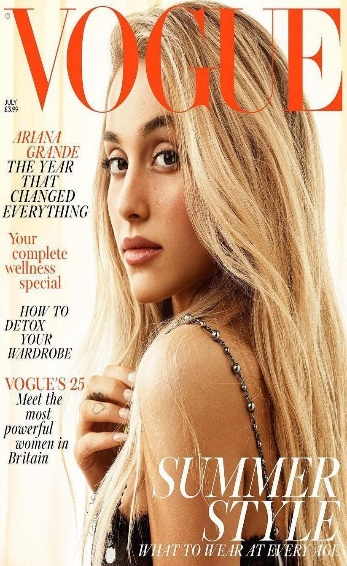 VOGUE
JULY
£3.99
ARIANA
GRANDE
THE YEAR
THAT
CHANGED
EVERYTHING
Your
complete
wellness
special
HOW TO
DETOX
YOUR
WARDROBE
VOGUE'S 25
Meet the
most
powerful
women in
Britain
SUMMER
STYLE
WHAT TO WEAR AT EVERY AGE